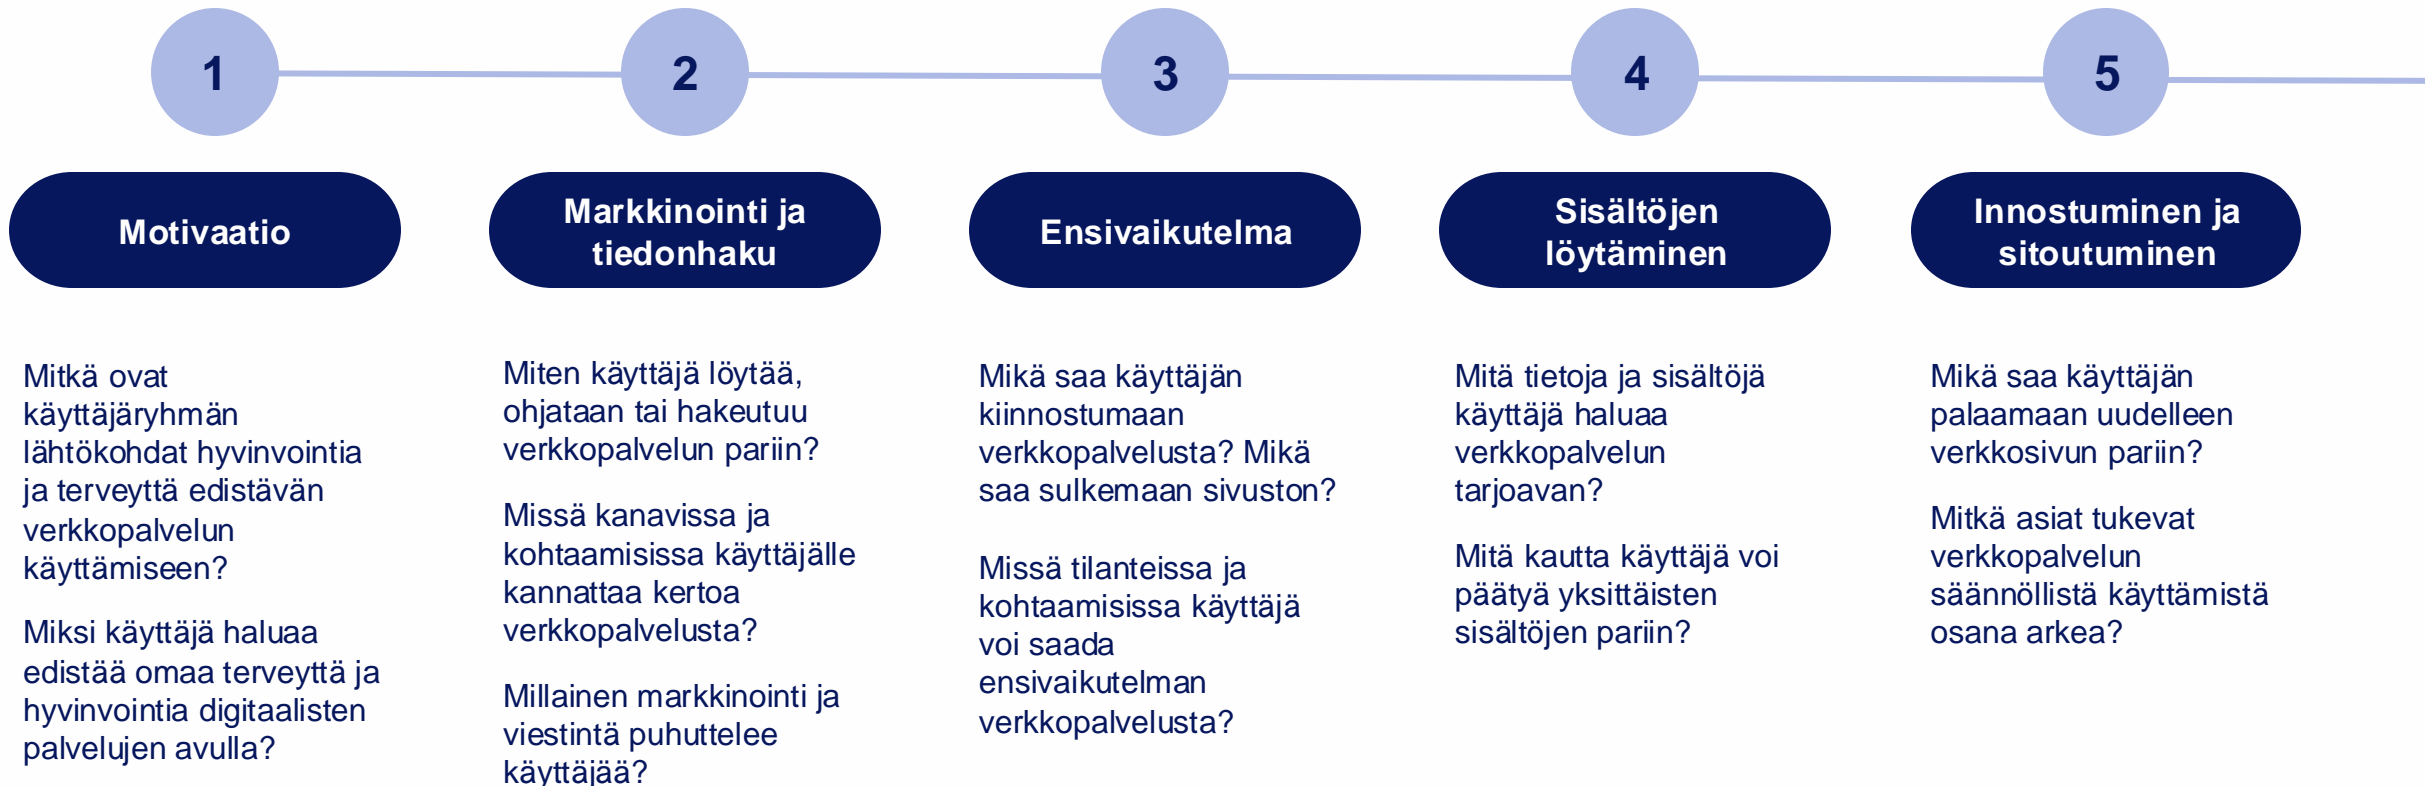 1
2
3
4
5
Motivaatio
Markkinointi ja
tiedonhaku
Ensivaikutelma
Sisältöjen
löytäminen
Innostuminen ja
sitoutuminen
Mitkä ovat
käyttäjäryhmän
lähtökohdat hyvinvointia
ja terveyttä edistävän
verkkopalvelun
käyttämiseen?
Miksi käyttäjä haluaa
edistää omaa terveyttä ja
hyvinvointia digitaalisten
palvelujen avulla?
Miten käyttäjä löytää,
ohjataan tai hakeutuu
verkkopalvelun pariin?
Missä kanavissa ja
kohtaamisissa käyttäjälle
kannattaa kertoa
verkkopalvelusta?
Millainen markkinointi ja
viestintä puhuttelee
käyttäjää?
Mikä saa käyttäjän
kiinnostumaan
verkkopalvelusta? Mikä
saa sulkemaan sivuston?
Missä tilanteissa ja
kohtaamisissa käyttäjä
voi saada
ensivaikutelman
verkkopalvelusta?
Mitä tietoja ja sisältöjä
käyttäjä haluaa
verkkopalvelun
tarjoavan?
Mitä kautta käyttäjä voi
päätyä yksittäisten
sisältöjen pariin?
Mikä saa käyttäjän
palaamaan uudelleen
verkkosivun pariin?
Mitkä asiat tukevat
verkkopalvelun
säännöllistä käyttämistä
osana arkea?